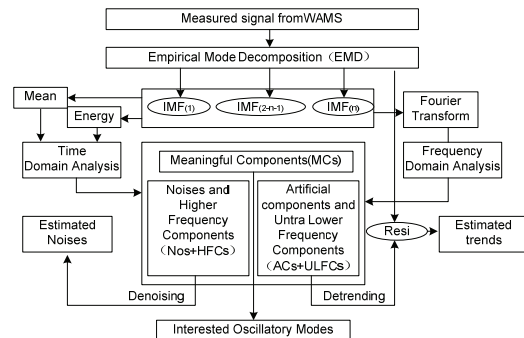 Measured signal fromWAMS
Empirical Mode Decomposition（EMD）
IMF(1)
IMF(2-n-1)
IMF(n)
Mean
Energy
Fourier
Transform
Time
Domain Analysis
Frequency
Domain Analysis
Meaningful Components(MCs)
Noises and
Higher
Frequency
Components
（Nos+HFCs)
Artificial
components and
Untra Lower
Frequency
Components
（ACs+ULFCs)
Estimated
Noises
Resi
Estimated
trends
Denoising
Detrending
Interested Oscillatory Modes